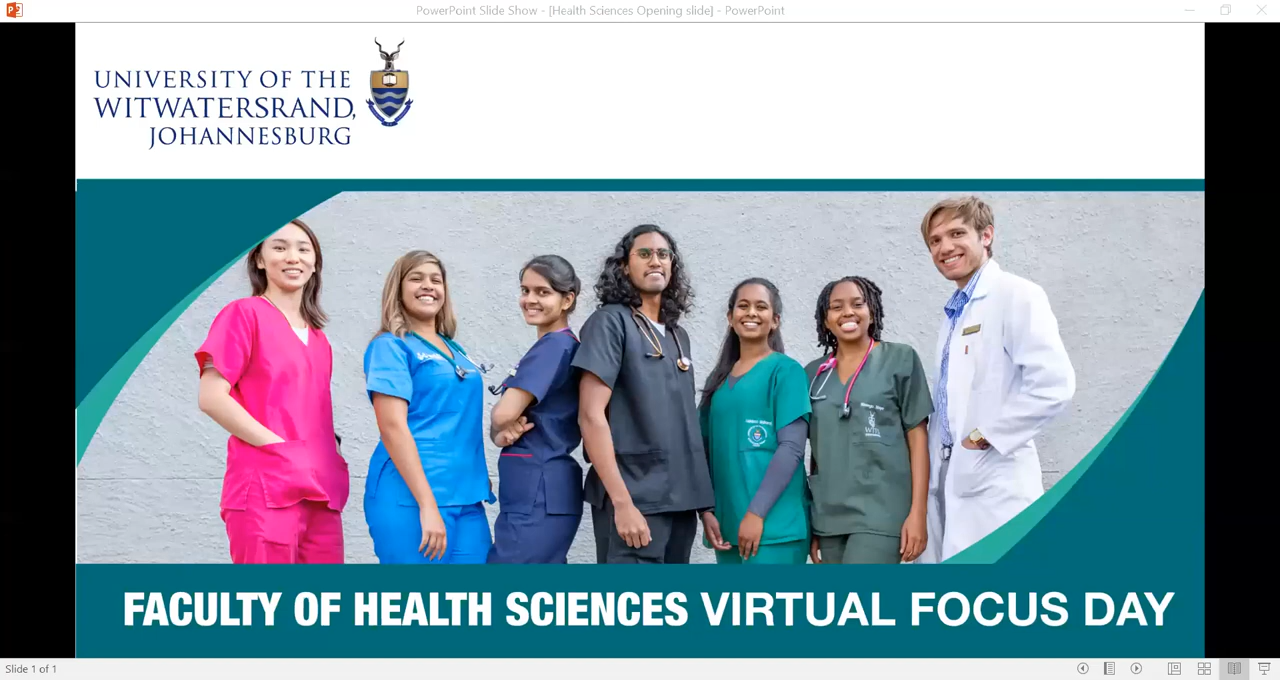 PowerPoint Slide Show - [Health Sciences Opening slide] - PowerPoint
UNIVERSITY OF THE
WITWATERSRAND,
JOHANNESBURG
WITS
FACULTY OF HEALTH SCIENCES VIRTUAL FOCUS DAY
Slide 1 of 1